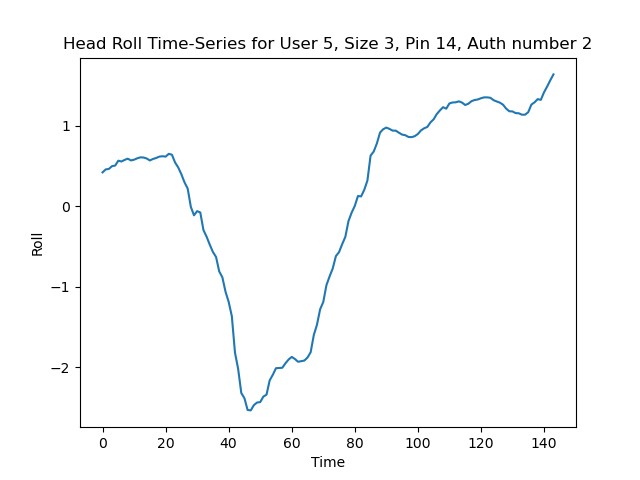 Head Roll Time-Series for User 5, Size 3, Pin 14, Auth number 2
1
0
−1
−2
Roll
0 20 40 60 80 100 120 140
Time